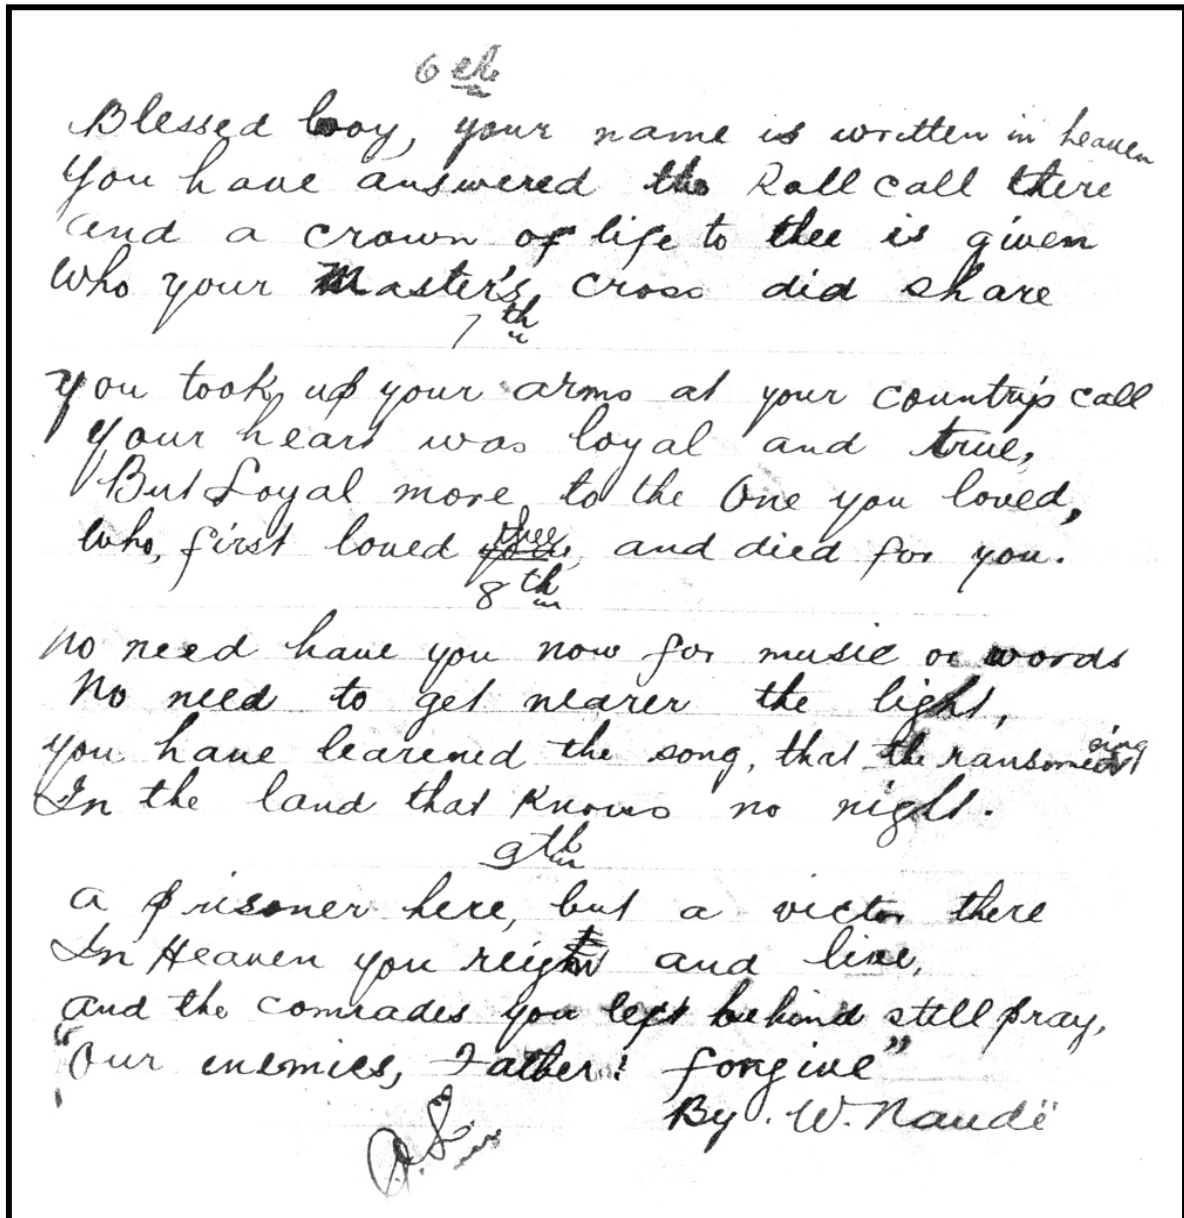 6th
Blessed boy, your name is written in heaven
You have answered the Roll call there
and a crown of life to thee is given
Who your Master's cross did share
7th
You took up your arms at your country's call
Your heart was loyal and true,
But Loyal more to the One you loved,
Who, first loved thee, and died for you.
8th
No need have you now for music or words
No need to get nearer the light,
You have learened the song, that the ransomed sing
In the land that Knows no night.
9th
a prisoner here, but a victor there
In Heaven you reign and live,
and the comrades you left behind still pray,
"Our enemies, Father! forgive"
By. W. Naudë